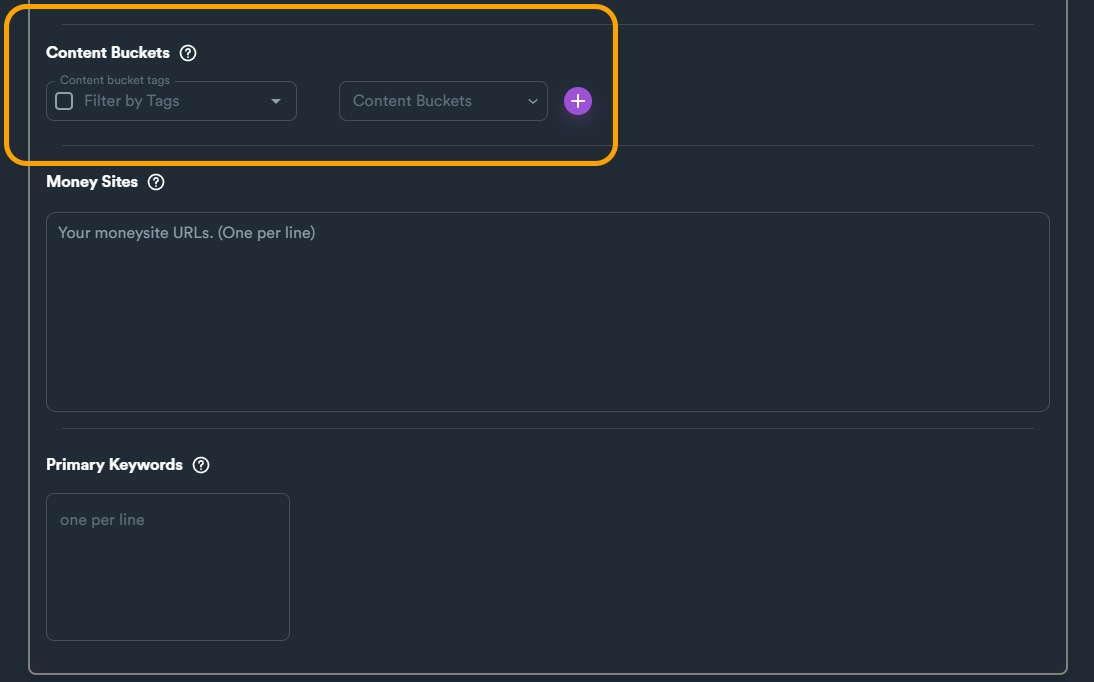 Content Buckets ?
Content bucket tags
Filter by Tags
Content Buckets
Money Sites ?
Your moneysite URLs. (One per line)
Primary Keywords ?
one per line